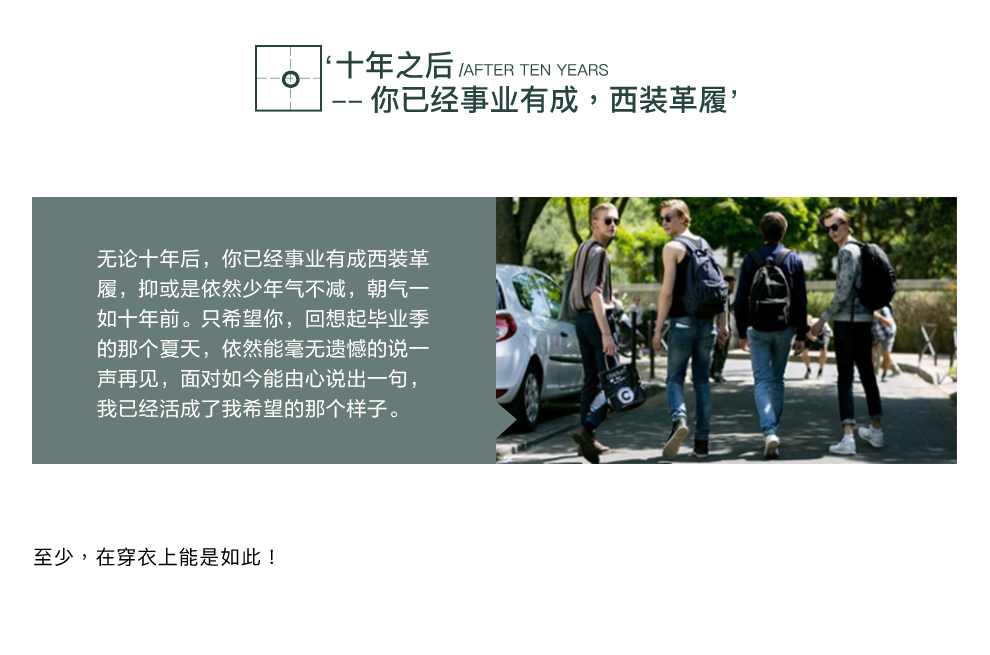 ‘十年之后 /AFTER TEN YEARS
-- 你已经事业有成，西装革履’
无论十年后，你已经事业有成西装革
履，抑或是依然少年气不减，朝气一
如十年前。只希望你，回想起毕业季
的那个夏天，依然能毫无遗憾的说一
声再见，面对如今能由心说出一句，
我已经活成了我希望的那个样子。
C
至少，在穿衣上能是如此！